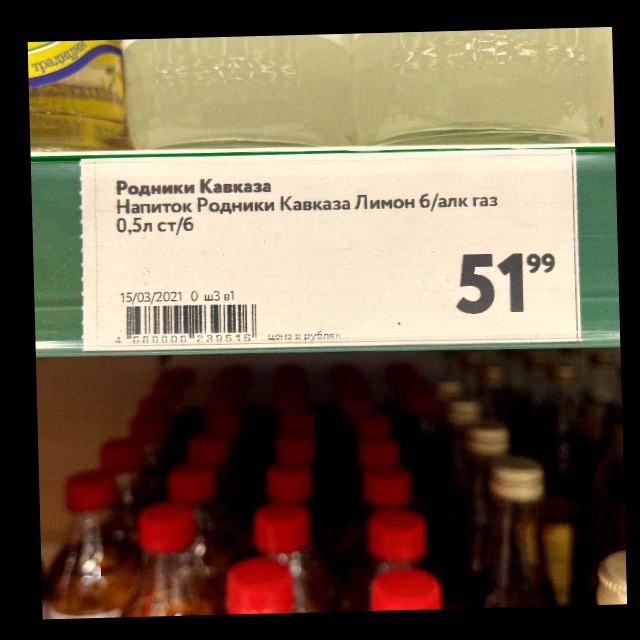 традиции
Родники Кавказа
Напиток Родники Кавказа Лимон б/алк газ
0,5л ст/б
51 99
15/03/2021 0 ш3 в1
4 680000 239516
цена в рублях